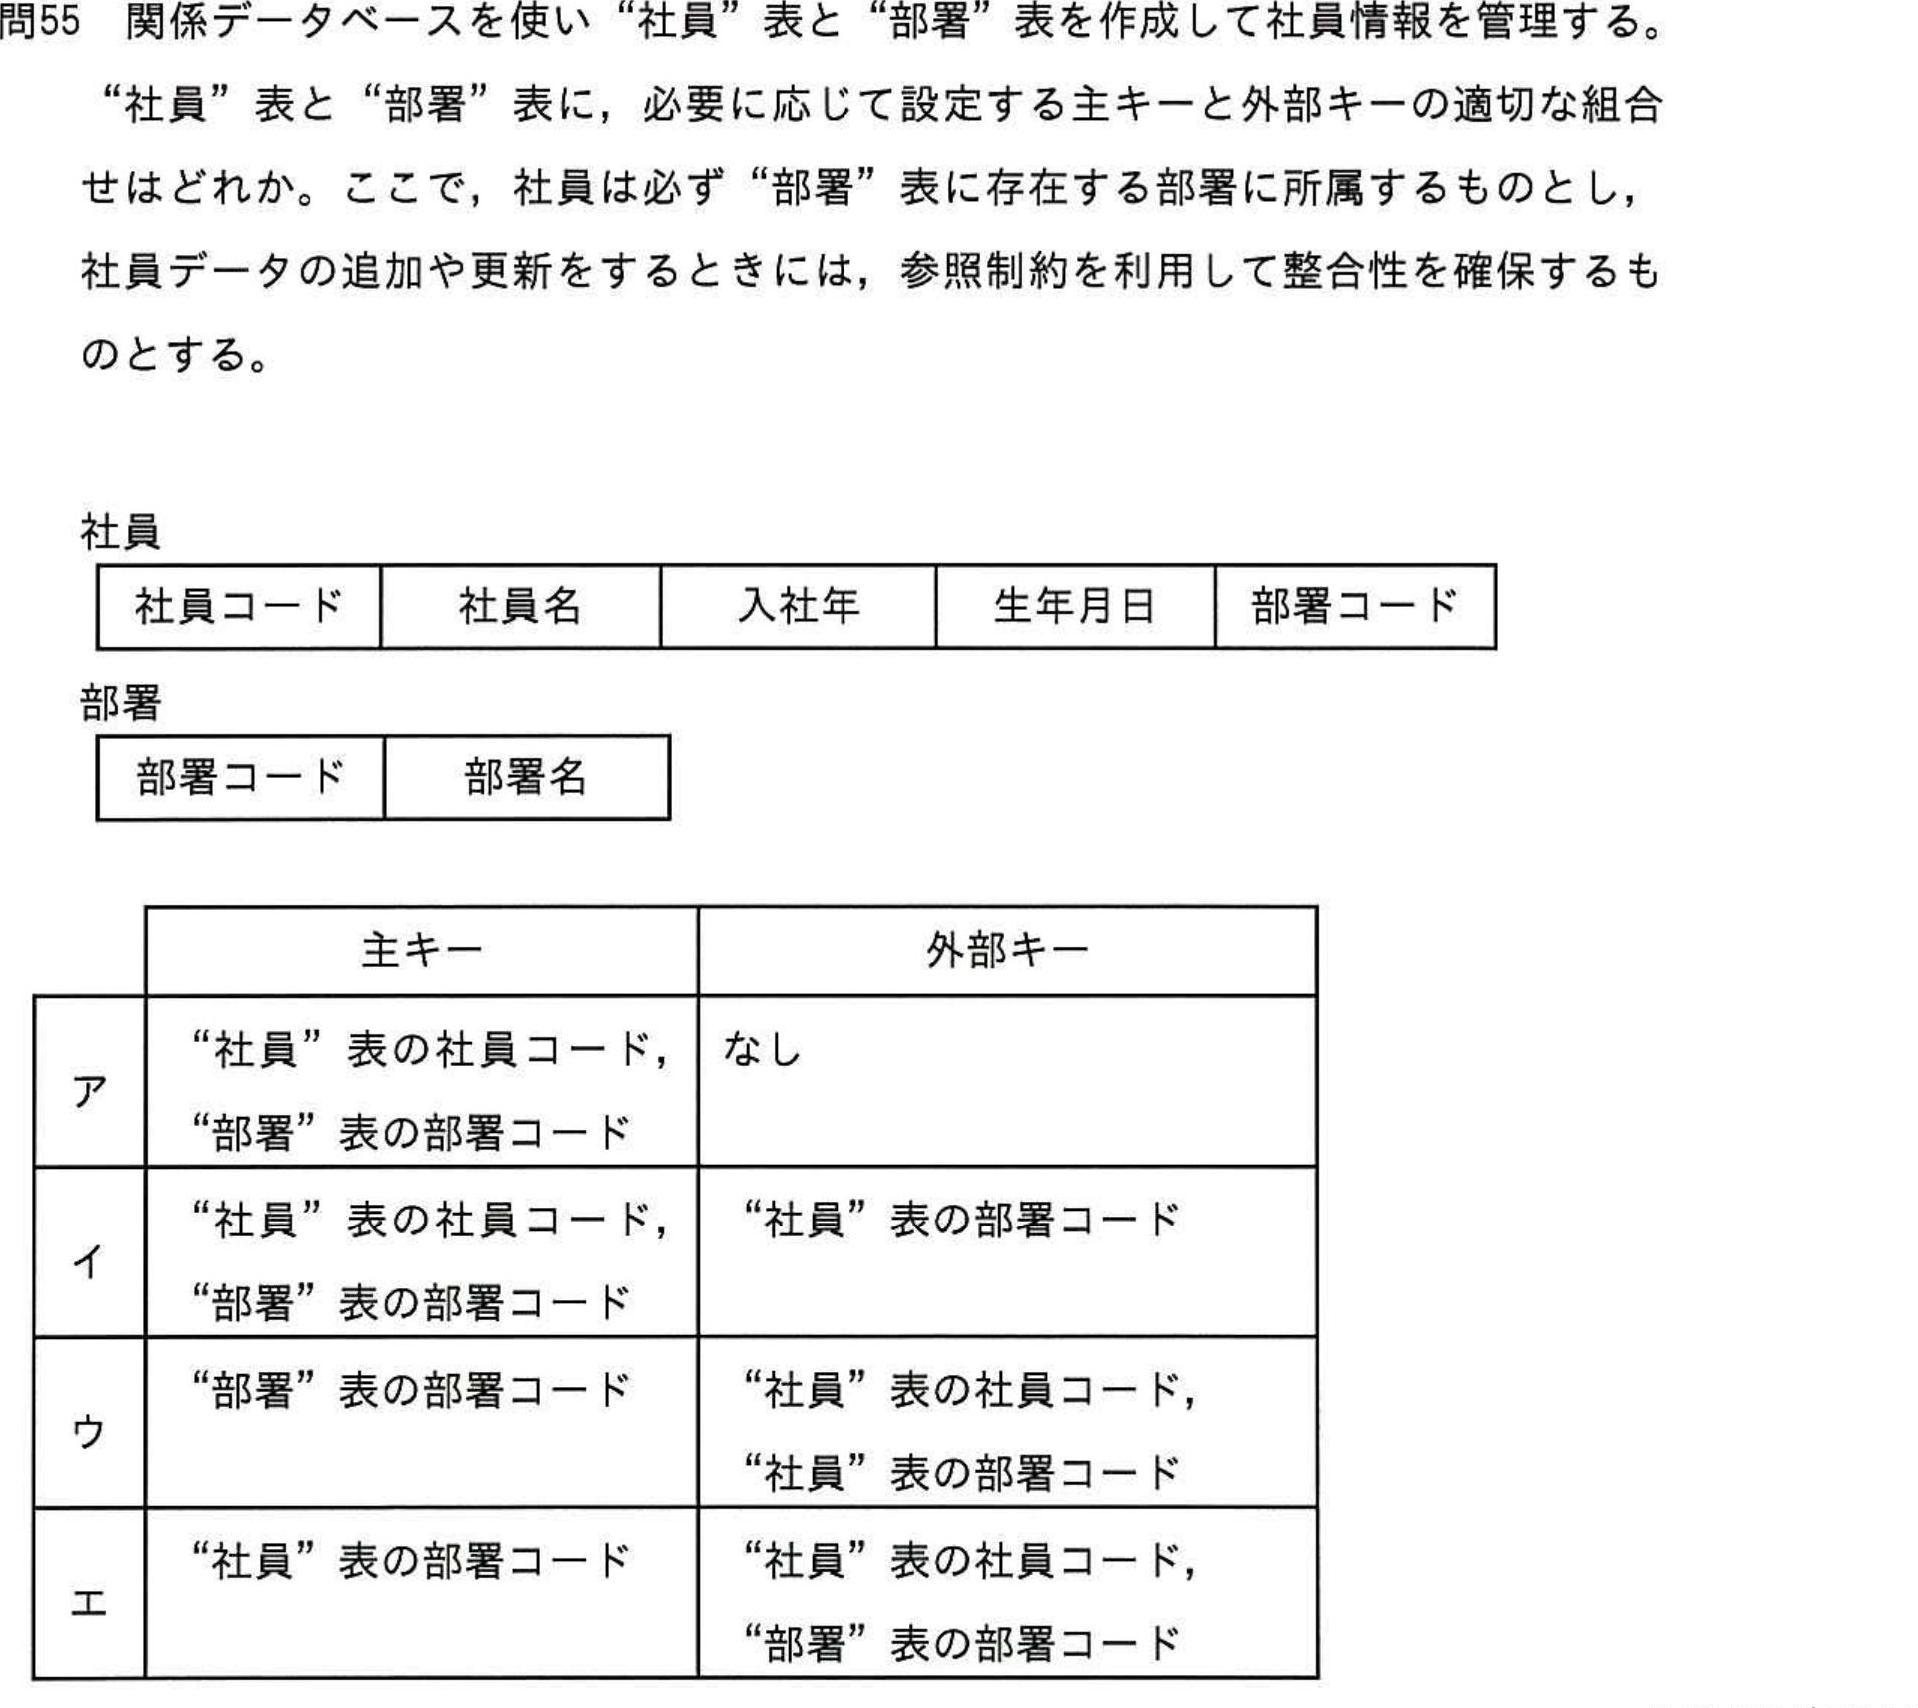 問55　関係データベースを使い“社員”表と“部署”表を作成して社員情報を管理する。
“社員”表と“部署”表に，必要に応じて設定する主キーと外部キーの適切な組合
せはどれか。ここで，社員は必ず“部署”表に存在する部署に所属するものとし，
社員データの追加や更新をするときには，参照制約を利用して整合性を確保するも
のとする。
社員
社員コード　社員名　入社年　生年月日　部署コード
部署
部署コード　部署名
主キー　外部キー
ア　“社員”表の社員コード，　なし
“部署”表の部署コード
イ　“社員”表の社員コード，　“社員”表の部署コード
“部署”表の部署コード
ウ　“部署”表の部署コード　“社員”表の社員コード，
“社員”表の部署コード
エ　“社員”表の部署コード　“社員”表の社員コード，
“部署”表の部署コード